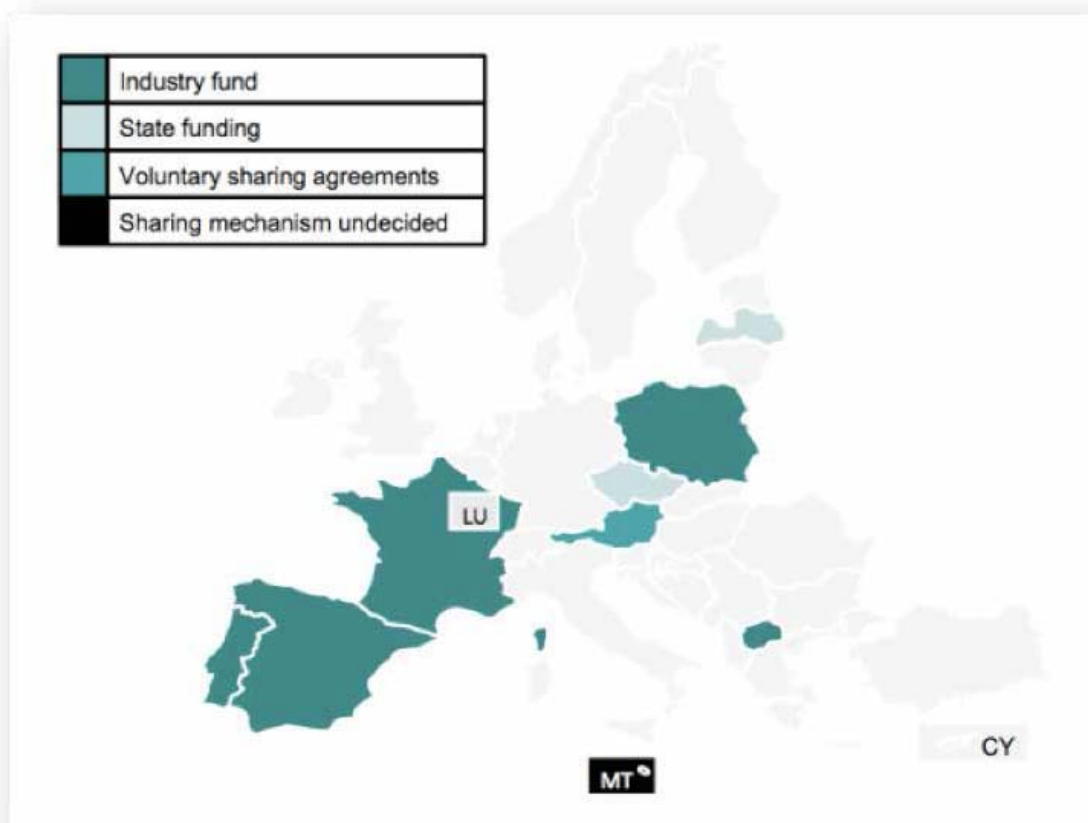 Industry fund
State funding
Voluntary sharing agreements
Sharing mechanism undecided
LU
CY
MT